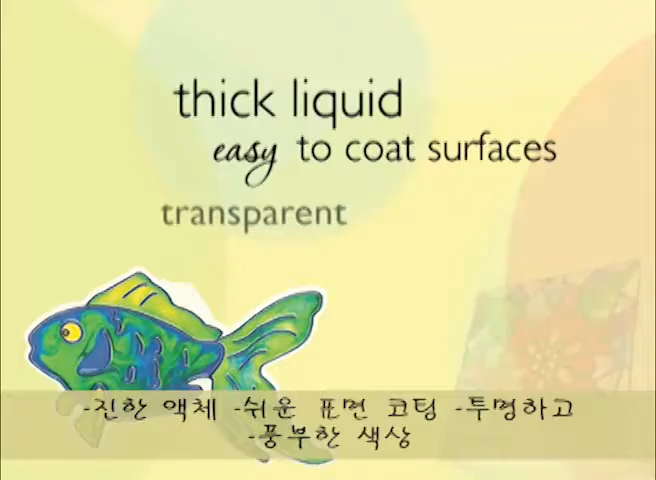 thick liquid
easy to coat surfaces
transparent
-진한 액체 -쉬운 표면 코팅 -투명하고
-풍부한 색상